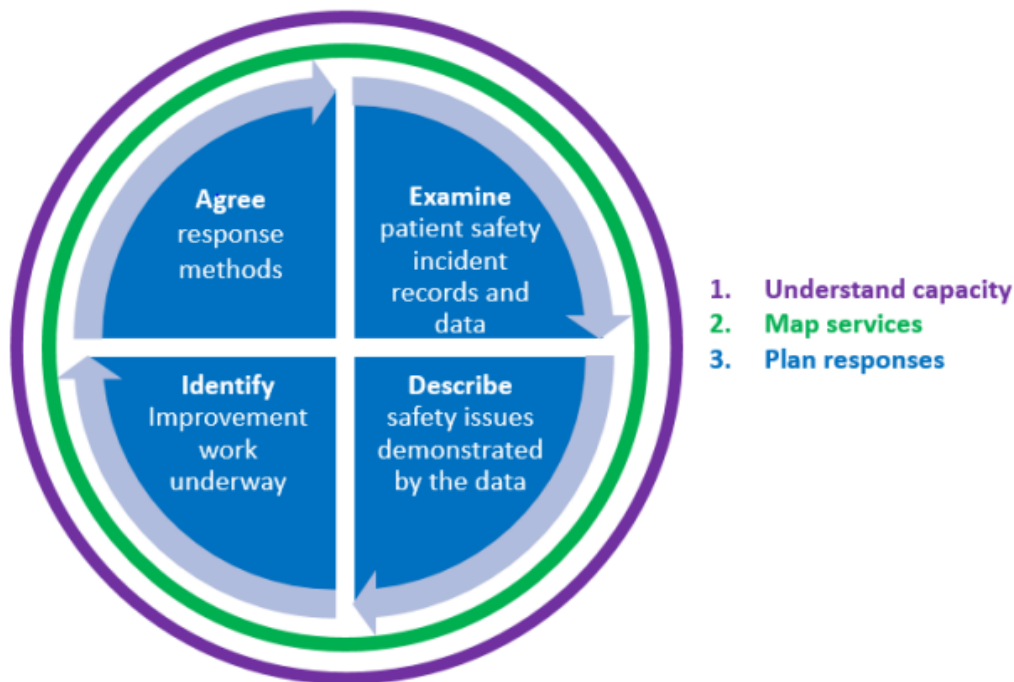 Agree
response
methods
Examine
patient safety
incident
records and
data
Identify
Improvement
work
underway
Describe
safety issues
demonstrated
by the data
1. Understand capacity
2. Map services
3. Plan responses